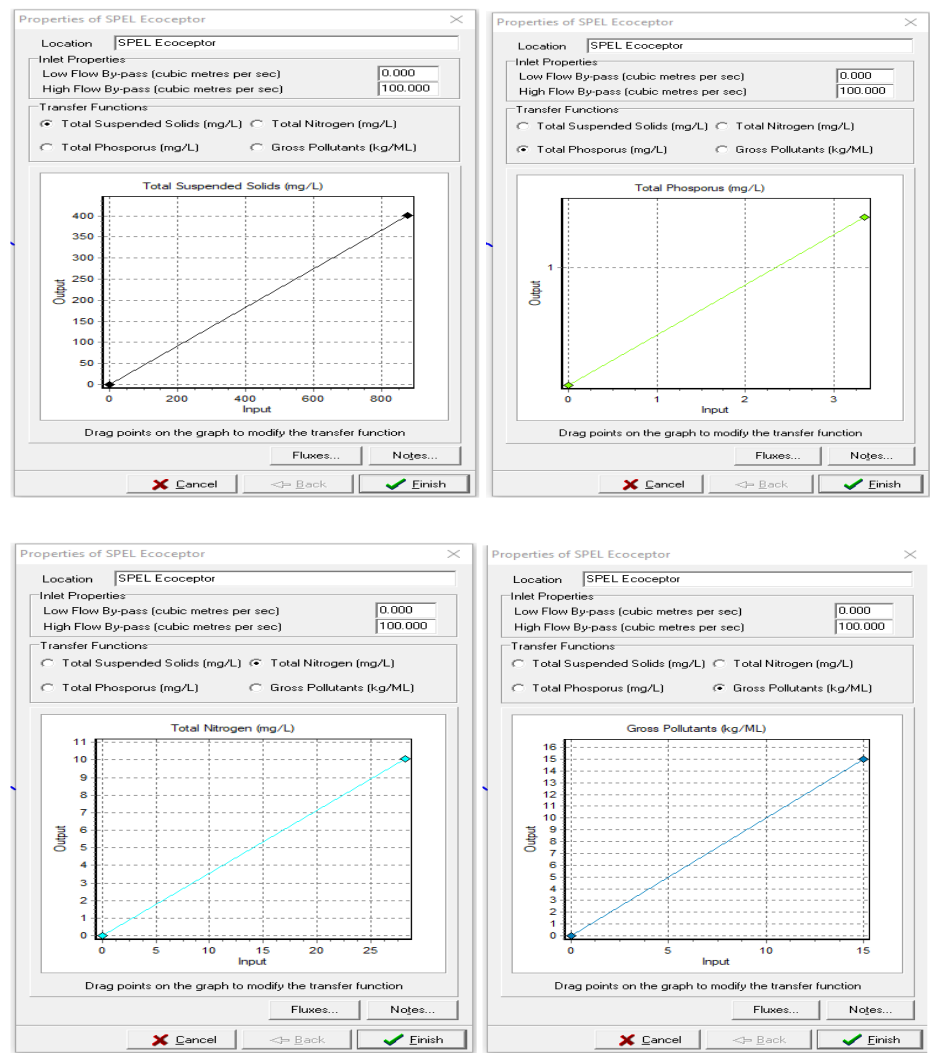 Properties of SPEL Ecoceptor
Location SPEL Ecoceptor
Inlet Properties
Low Flow By-pass (cubic metres per sec) 0.000
High Flow By-pass (cubic metres per sec) 100.000
Transfer Functions
Total Suspended Solids (mg/L) Total Nitrogen (mg/L)
Total Phosporus (mg/L) Gross Pollutants (kg/ML)
Total Suspended Solids (mg/L)
400
350
300
250
200
150
100
50
0
Output
0 200 400 600 800
Input
Drag points on the graph to modify the transfer function
Fluxes... Notes...
Cancel <= Back Finish
Properties of SPEL Ecoceptor
Location SPEL Ecoceptor
Inlet Properties
Low Flow By-pass (cubic metres per sec) 0.000
High Flow By-pass (cubic metres per sec) 100.000
Transfer Functions
Total Suspended Solids (mg/L) Total Nitrogen (mg/L)
Total Phosporus (mg/L) Gross Pollutants (kg/ML)
Total Phosporus (mg/L)
1
Output
0 1 2 3
Input
Drag points on the graph to modify the transfer function
Fluxes... Notes...
Cancel <= Back Finish
Properties of SPEL Ecoceptor
Location SPEL Ecoceptor
Inlet Properties
Low Flow By-pass (cubic metres per sec) 0.000
High Flow By-pass (cubic metres per sec) 100.000
Transfer Functions
Total Suspended Solids (mg/L) Total Nitrogen (mg/L)
Total Phosporus (mg/L) Gross Pollutants (kg/ML)
Total Nitrogen (mg/L)
11
10
9
8
7
6
5
4
3
2
1
0
Output
0 5 10 15 20 25
Input
Drag points on the graph to modify the transfer function
Fluxes... Notes...
Cancel <= Back Finish
Properties of SPEL Ecoceptor
Location SPEL Ecoceptor
Inlet Properties
Low Flow By-pass (cubic metres per sec) 0.000
High Flow By-pass (cubic metres per sec) 100.000
Transfer Functions
Total Suspended Solids (mg/L) Total Nitrogen (mg/L)
Total Phosporus (mg/L) Gross Pollutants (kg/ML)
Gross Pollutants (kg/ML)
16
15
14
13
12
11
10
9
8
7
6
5
4
3
2
1
0
Output
0 5 10 15
Input
Drag points on the graph to modify the transfer function
Fluxes... Notes...
Cancel <= Back Finish